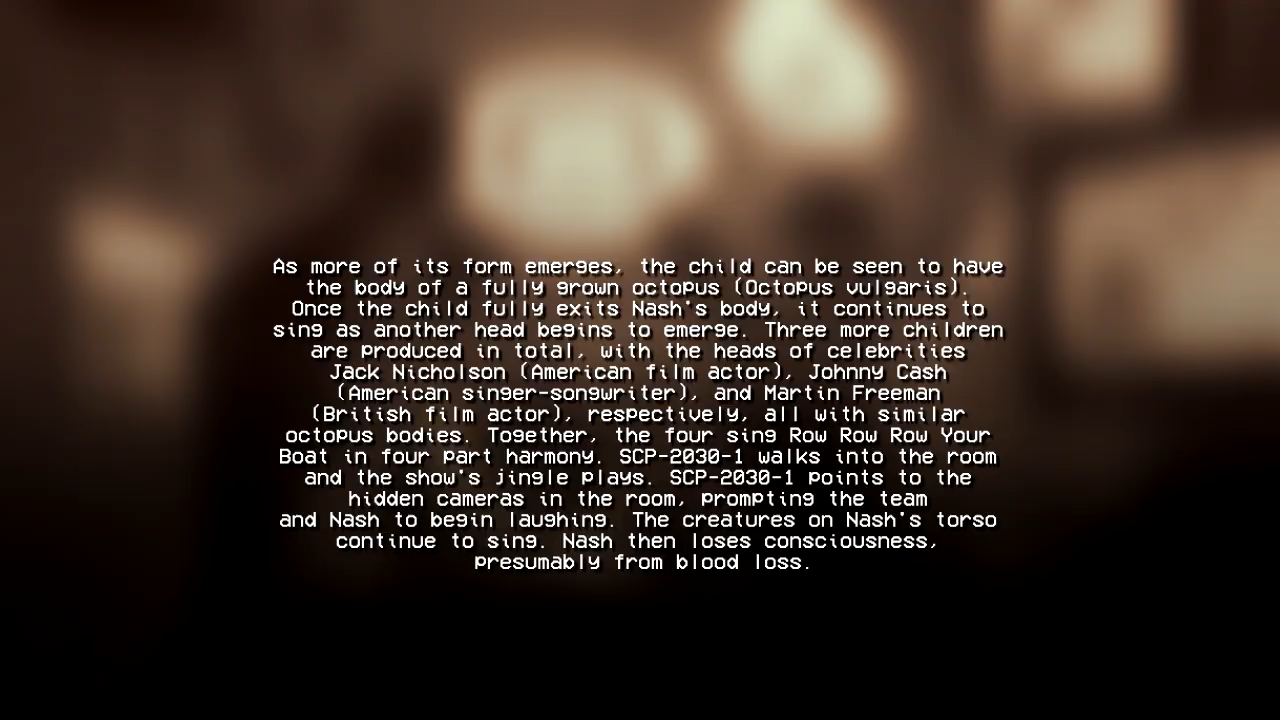 As more of its form emerges, the child can be seen to have
the body of a fully grown octopus (Octopus vulgaris).
Once the child fully exits Nash's body, it continues to
sing as another head begins to emerge. Three more children
are produced in total, with the heads of celebrities
Jack Nicholson (American film actor), Johnny Cash
(American singer-songwriter), and Martin Freeman
(British film actor), respectively, all with similar
octopus bodies. Together, the four sing Row Row Row Your
Boat in four part harmony. SCP-2030-1 walks into the room
and the show's jingle plays. SCP-2030-1 points to the
hidden cameras in the room, prompting the team
and Nash to begin laughing. The creatures on Nash's torso
continue to sing. Nash then loses consciousness,
presumably from blood loss.